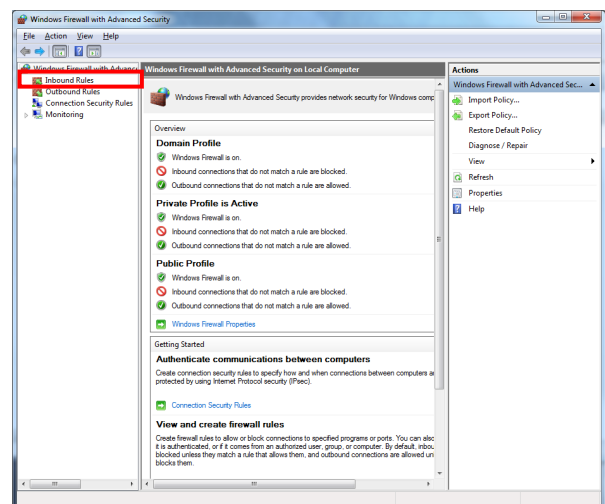 Windows Firewall with Advanced Security
File Action View Help
Windows Firewall with Advance
Inbound Rules
Outbound Rules
Connection Security Rules
Monitoring
Windows Firewall with Advanced Security on Local Computer
Windows Firewall with Advanced Security provides network security for Windows comp
Overview
Domain Profile
Windows Firewall is on.
Inbound connections that do not match a rule are blocked.
Outbound connections that do not match a rule are allowed.
Private Profile is Active
Windows Firewall is on.
Inbound connections that do not match a rule are blocked.
Outbound connections that do not match a rule are allowed.
Public Profile
Windows Firewall is on.
Inbound connections that do not match a rule are blocked.
Outbound connections that do not match a rule are allowed.
Windows Firewall Properties
Getting Started
Authenticate communications between computers
Create connection security rules to specify how and when connections between computers a
protected by using Internet Protocol security (IPsec).
Connection Security Rules
View and create firewall rules
Create firewall rules to allow or block connections to specified programs or ports. You can also
it is authenticated, or if it comes from an authorized user, group, or computer. By default, inbou
blocked unless they match a rule that allows them, and outbound connections are allowed un
blocks them.
Actions
Windows Firewall with Advanced Sec...
Import Policy...
Export Policy...
Restore Default Policy
Diagnose / Repair
View
Refresh
Properties
Help